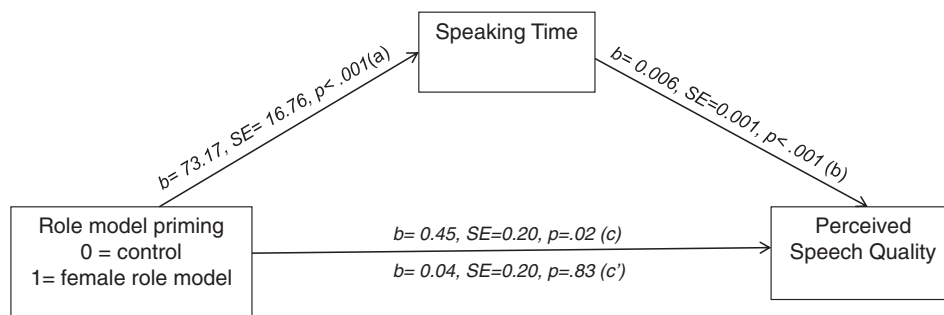 Speaking Time
b= 73.17, SE= 16.76, p< .001(a)
b= 0.006, SE=0.001, p< .001 (b)
Role model priming
0 = control
1= female role model
b= 0.45, SE=0.20, p=.02 (c)
b= 0.04, SE=0.20, p=.83 (c')
Perceived
Speech Quality